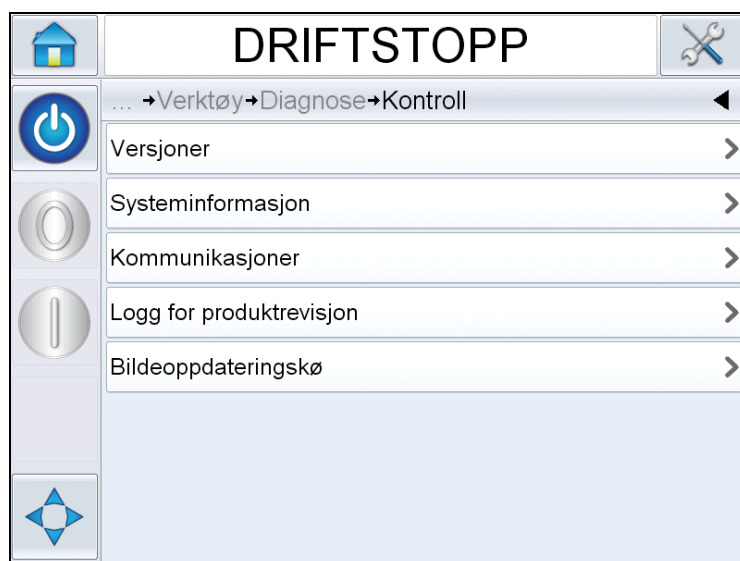 DRIFTSTOPP
... →Verktøy→Diagnose→Kontroll
Versjoner
Systeminformasjon
Kommunikasjoner
Logg for produktrevisjon
Bildeoppdateringskø